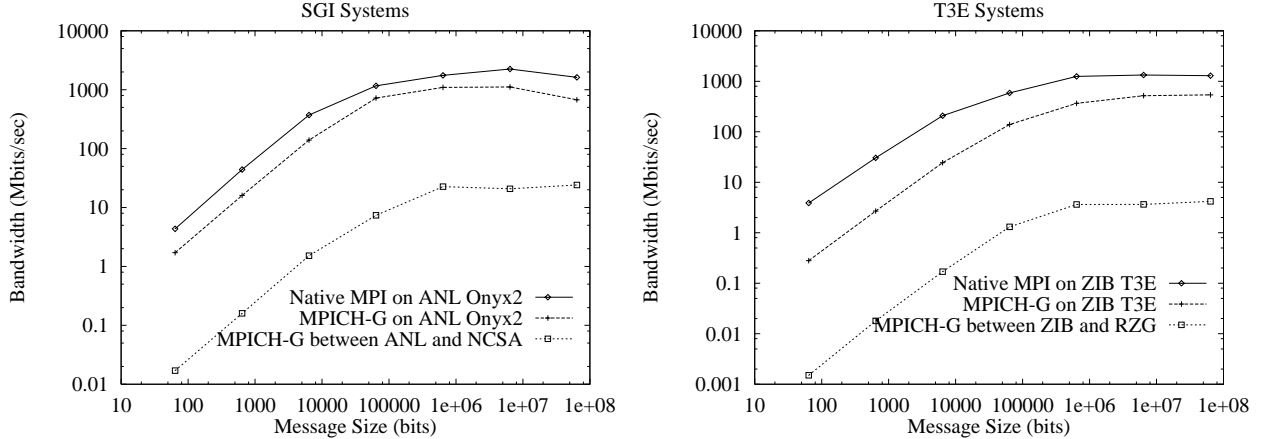 SGI Systems
10000
1000
100
10
1
0.1
0.01
Bandwidth (Mbits/sec)
Native MPI on ANL Onyx2
MPICH-G on ANL Onyx2
MPICH-G between ANL and NCSA
10 100 1000 10000 100000 1e+06 1e+07 1e+08
Message Size (bits)
T3E Systems
10000
1000
100
10
1
0.1
0.01
0.001
Bandwidth (Mbits/sec)
Native MPI on ZIB T3E
MPICH-G on ZIB T3E
MPICH-G between ZIB and RZG
10 100 1000 10000 100000 1e+06 1e+07 1e+08
Message Size (bits)